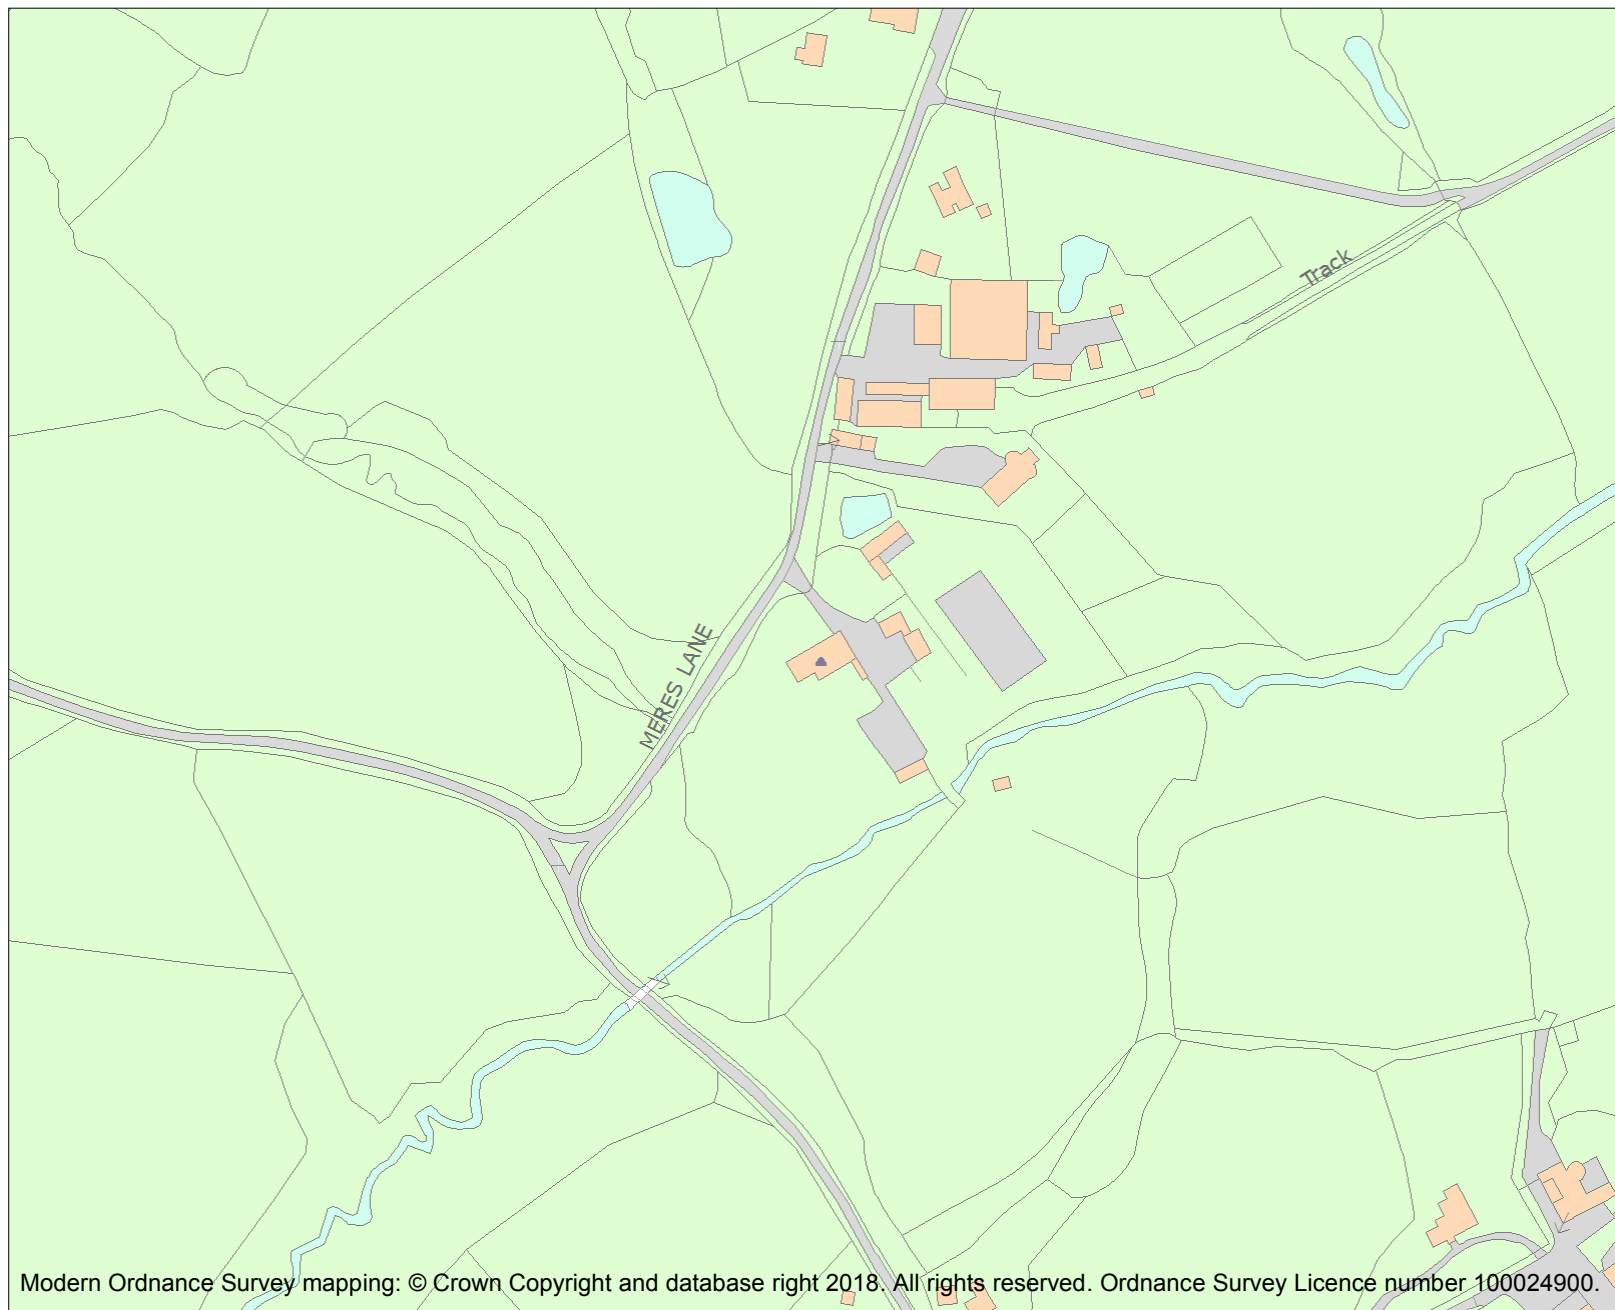 Track
MERES LANE
Modern Ordnance Survey mapping: © Crown Copyright and database right 2018. All rights reserved. Ordnance Survey Licence number 100024900.